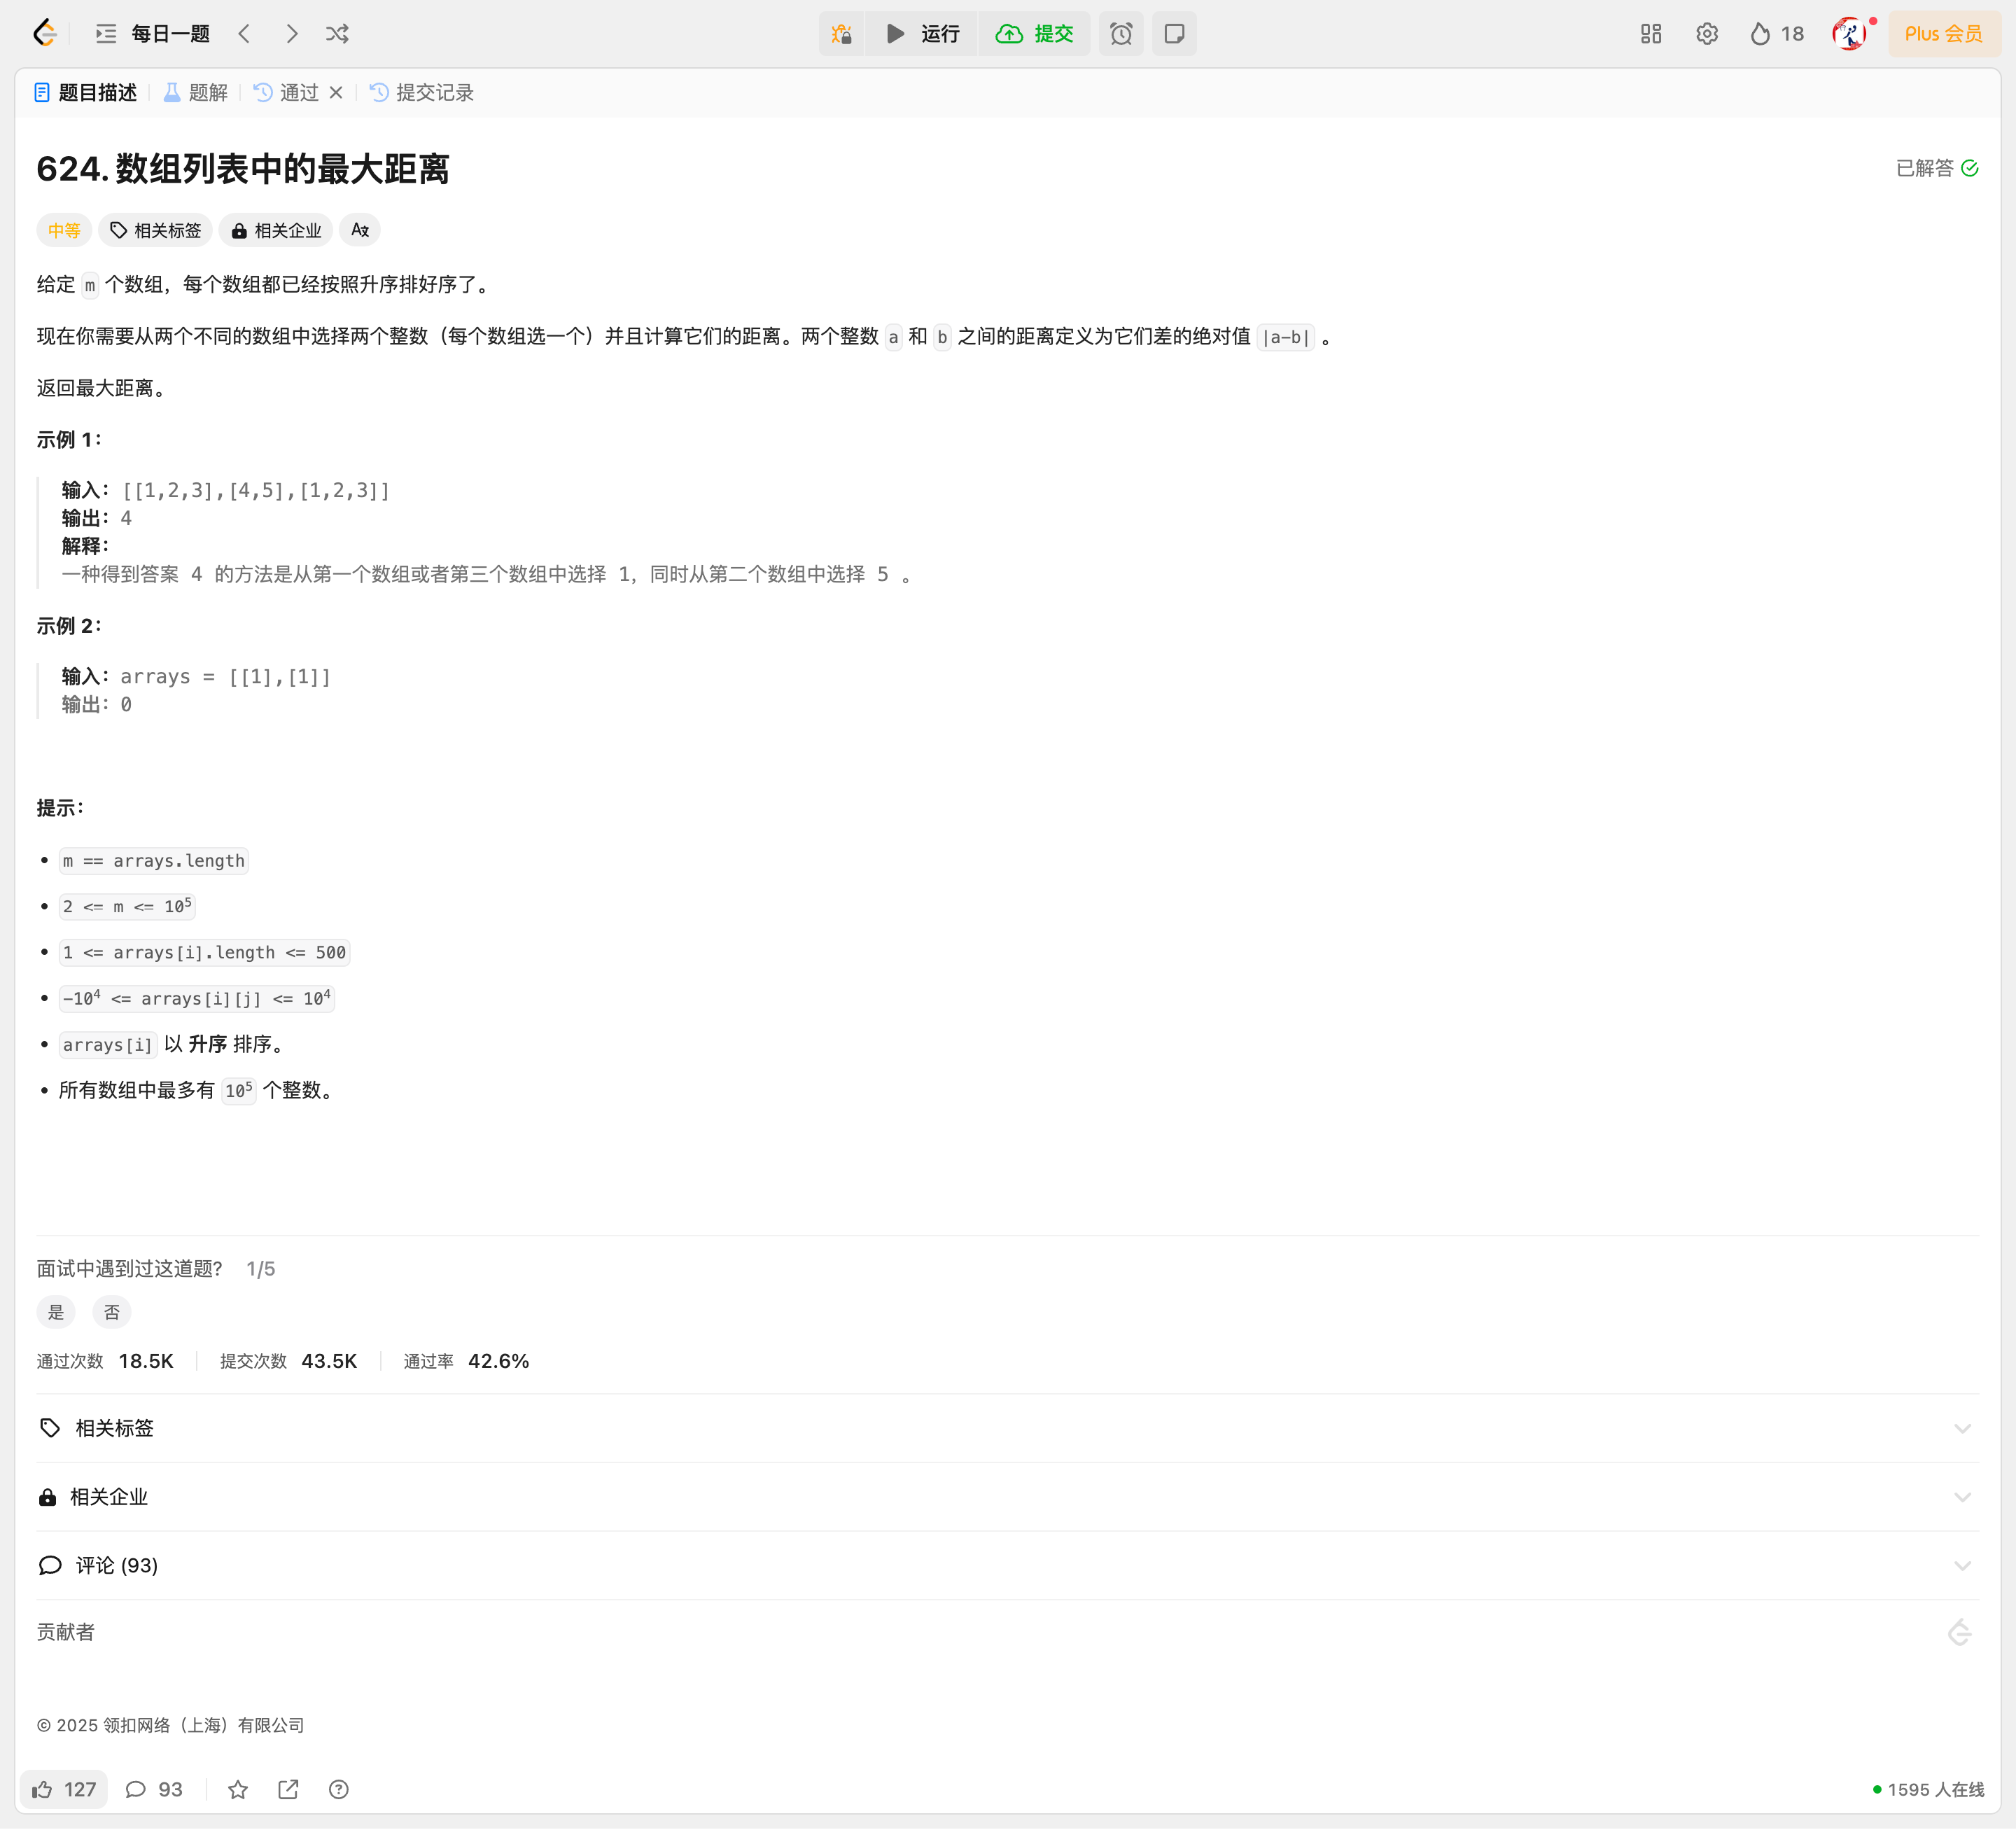 每日一题
运行
提交
18
Plus 会员
题目描述
题解
通过
提交记录
624. 数组列表中的最大距离
已解答
中等
相关标签
相关企业
给定 m 个数组，每个数组都已经按照升序排好序了。
现在你需要从两个不同的数组中选择两个整数（每个数组选一个）并且计算它们的距离。两个整数 a 和 b 之间的距离定义为它们差的绝对值 |a-b| 。
返回最大距离。
示例 1：
输入：[[1,2,3],[4,5],[1,2,3]]
输出：4
解释：
一种得到答案 4 的方法是从第一个数组或者第三个数组中选择 1，同时从第二个数组中选择 5 。
示例 2：
输入：arrays = [[1],[1]]
输出：0
提示：
m == arrays.length
2 <= m <= 10⁵
1 <= arrays[i].length <= 500
-10⁴ <= arrays[i][j] <= 10⁴
arrays[i] 以 升序 排序。
所有数组中最多有 10⁵ 个整数。
面试中遇到过这道题? 1/5
是
否
通过次数 18.5K
提交次数 43.5K
通过率 42.6%
相关标签
相关企业
评论 (93)
贡献者
© 2025 领扣网络（上海）有限公司
127
93
1595 人在线